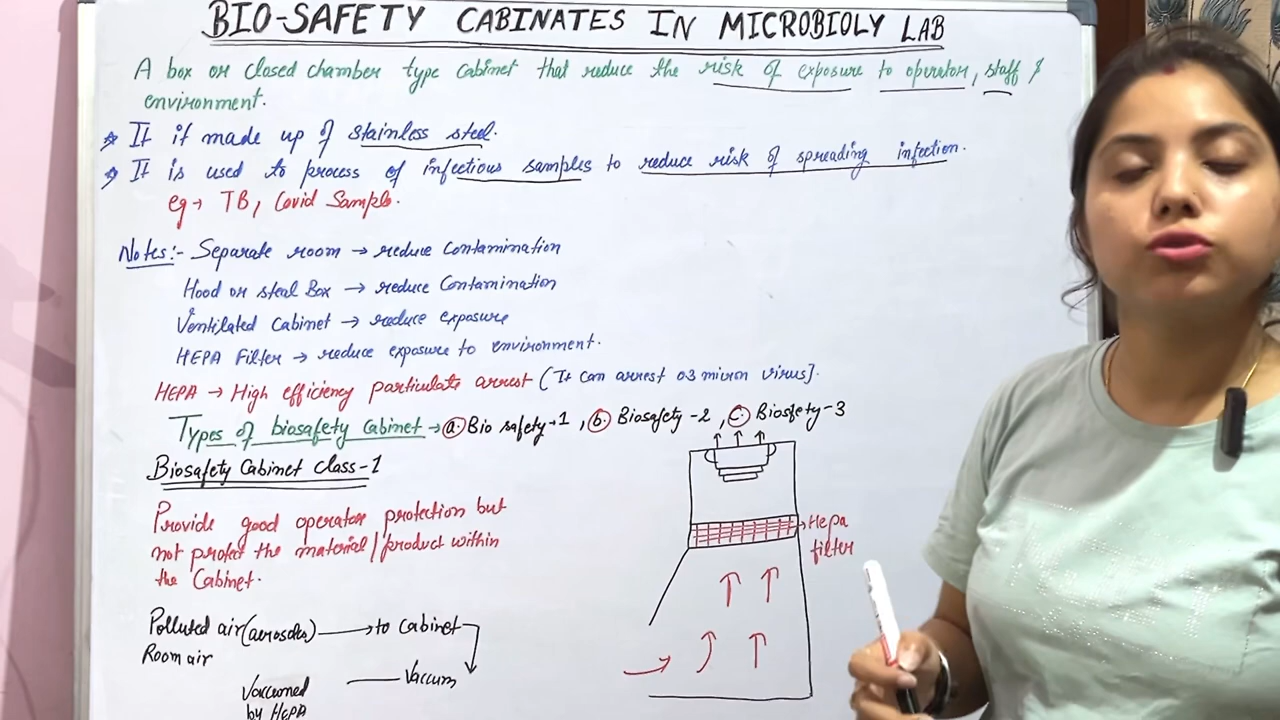 BIO-SAFETY CABINATES IN MICROBIOLY LAB
A box or closed chamber type cabinet that reduce the risk of exposure to operator, staff &
environment.
It if made up of stainless steel.
It is used to process of infectious samples to reduce risk of spreading infection.
eg → TB, Covid Sample.
Notes:- Separate room → reduce contamination
Hood or steal Box → reduce contamination
Ventilated Cabinet → reduce exposure
HEPA Filter → reduce exposure to environment.
HEPA → High efficiency particulate arrest (It can arrest 03 micron virus].
Types of biosafety cabinet → a. Bio safety-1, b. Biosafety-2, c. Biosfety-3
Biosafety Cabinet class-1
Provide good operator protection but
not protect the material/product within
the Cabinet.
Hepa
filter
Polluted air (aerosoles) → to cabinet
Room air
Vaccum
Vaccumed
by HEPA